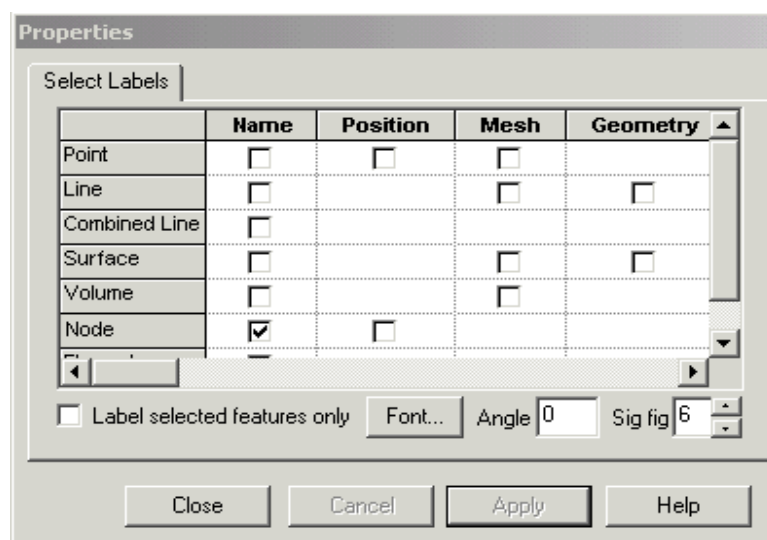 Properties
Select Labels
Name Position Mesh Geometry
Point
Line
Combined Line
Surface
Volume
Node
Label selected features only Font... Angle 0 Sig fig 6
Close Cancel Apply Help